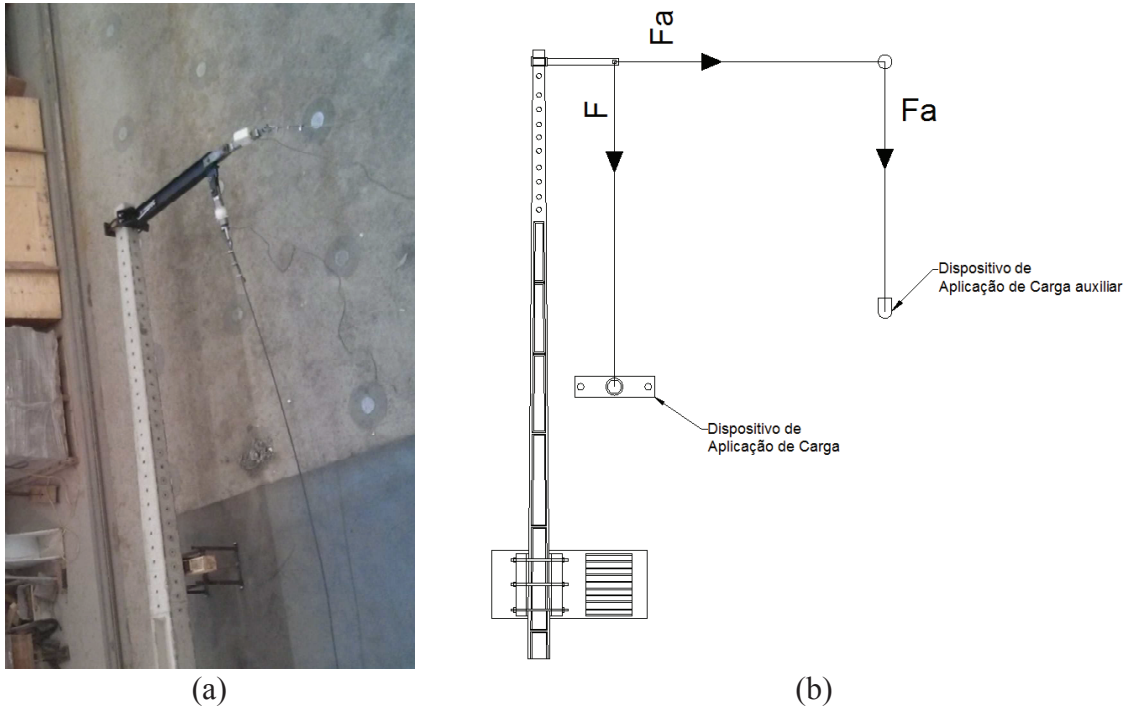 Fa
F
Fa
Dispositivo de
Aplicação de Carga auxiliar
Dispositivo de
Aplicação de Carga
(a)
(b)